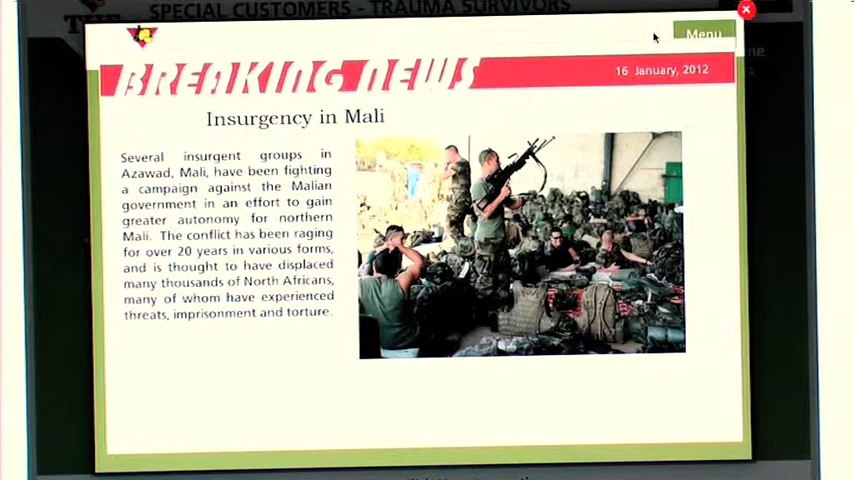 SPECIAL CUSTOMERS - TRAUMA SURVIVORS
Menu
BREAKING NEWS
16 January, 2012
Insurgency in Mali
Several insurgent groups in
Azawad, Mali, have been fighting
a campaign against the Malian
government in an effort to gain
greater autonomy for northern
Mali. The conflict has been raging
for over 20 years in various forms,
and is thought to have displaced
many thousands of North Africans,
many of whom have experienced
threats, imprisonment and torture.